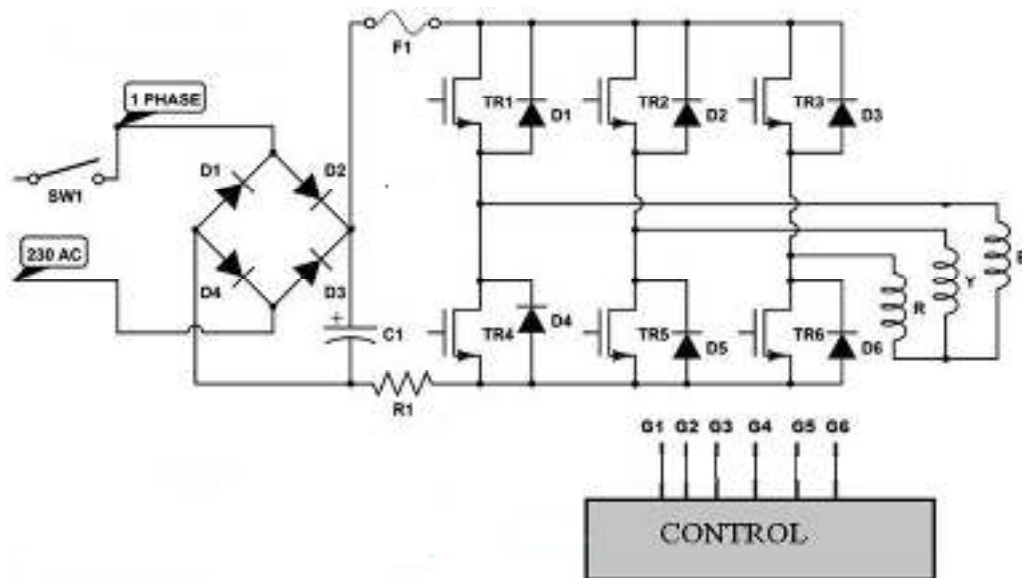 F1
1 PHASE
TR1
D1
TR2
D2
TR3
D3
SW1
D1
D2
230 AC
D4
D3
+
C1
TR4
D4
TR5
D5
TR6
D6
R
Y
R1
G1 G2 G3 G4 G5 G6
CONTROL